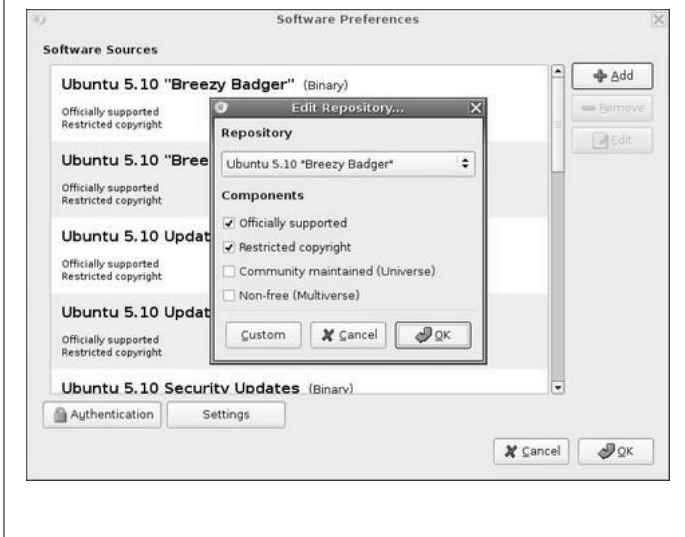 Software Preferences
Software Sources
Ubuntu 5.10 "Breezy Badger" (Binary)
Officially supported
Restricted copyright
Ubuntu 5.10 "Bree
Officially supported
Restricted copyright
Ubuntu 5.10 Updat
Officially supported
Restricted copyright
Ubuntu 5.10 Updat
Officially supported
Restricted copyright
Ubuntu 5.10 Security Updates (Binary)
Add
Remove
Edit
Edit Repository...
Repository
Ubuntu 5.10 "Breezy Badger"
Components
Officially supported
Restricted copyright
Community maintained (Universe)
Non-free (Multiverse)
Custom
Cancel
OK
Authentication
Settings
Cancel
OK